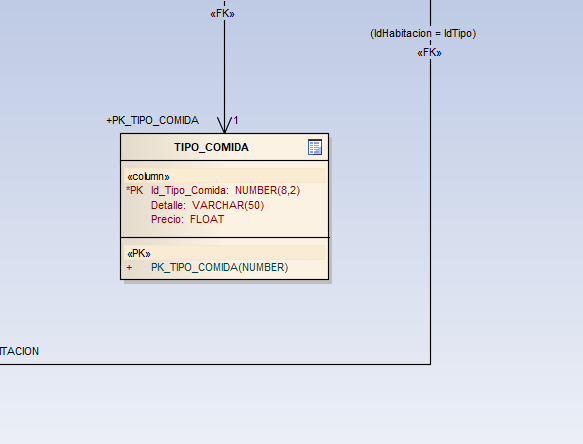 «FK»
(IdHabitacion = IdTipo)
«FK»
+PK_TIPO_COMIDA 1
TIPO_COMIDA
«column»
*PK Id_Tipo_Comida: NUMBER(8,2)
Detalle: VARCHAR(50)
Precio: FLOAT
«PK»
+ PK_TIPO_COMIDA(NUMBER)
ITACION